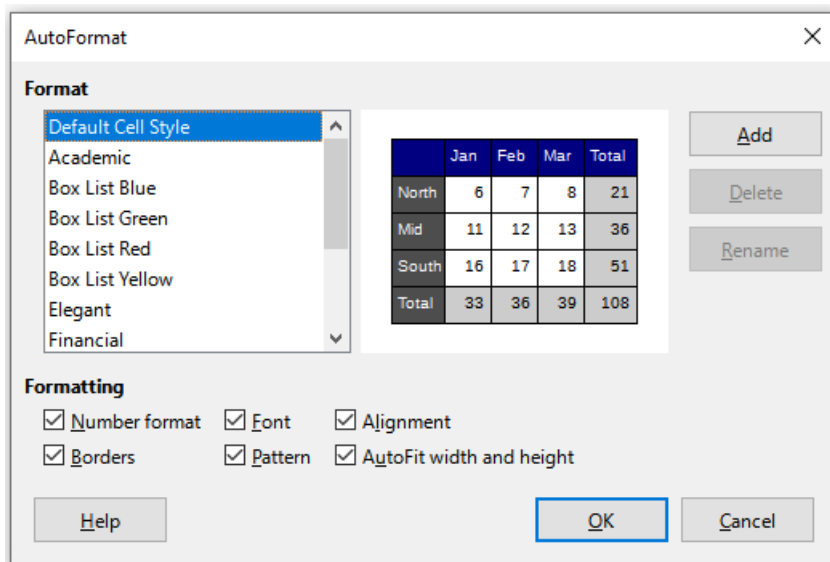 AutoFormat
Format
Default Cell Style
Academic
Box List Blue
Box List Green
Box List Red
Box List Yellow
Elegant
Financial
Jan Feb Mar Total
North 6 7 8 21
Mid 11 12 13 36
South 16 17 18 51
Total 33 36 39 108
Add
Delete
Rename
Formatting
Number format Font Alignment
Borders Pattern AutoFit width and height
Help OK Cancel